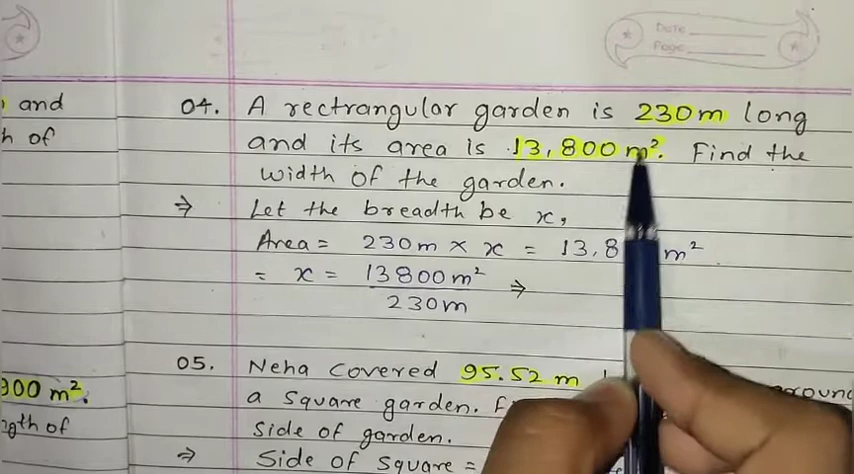 Date
Page
and
h of
04. A rectrangular garden is 230m long
and its area is 13,800 m². Find the
width of the garden.
⇒ Let the breadth be x,
Area = 230m × x = 13,8 m²
= x = 13800m² ⇒
230m
05. Neha covered 95.52 m
900 m². a square garden.
ngth of side of garden.
⇒ Side of square =